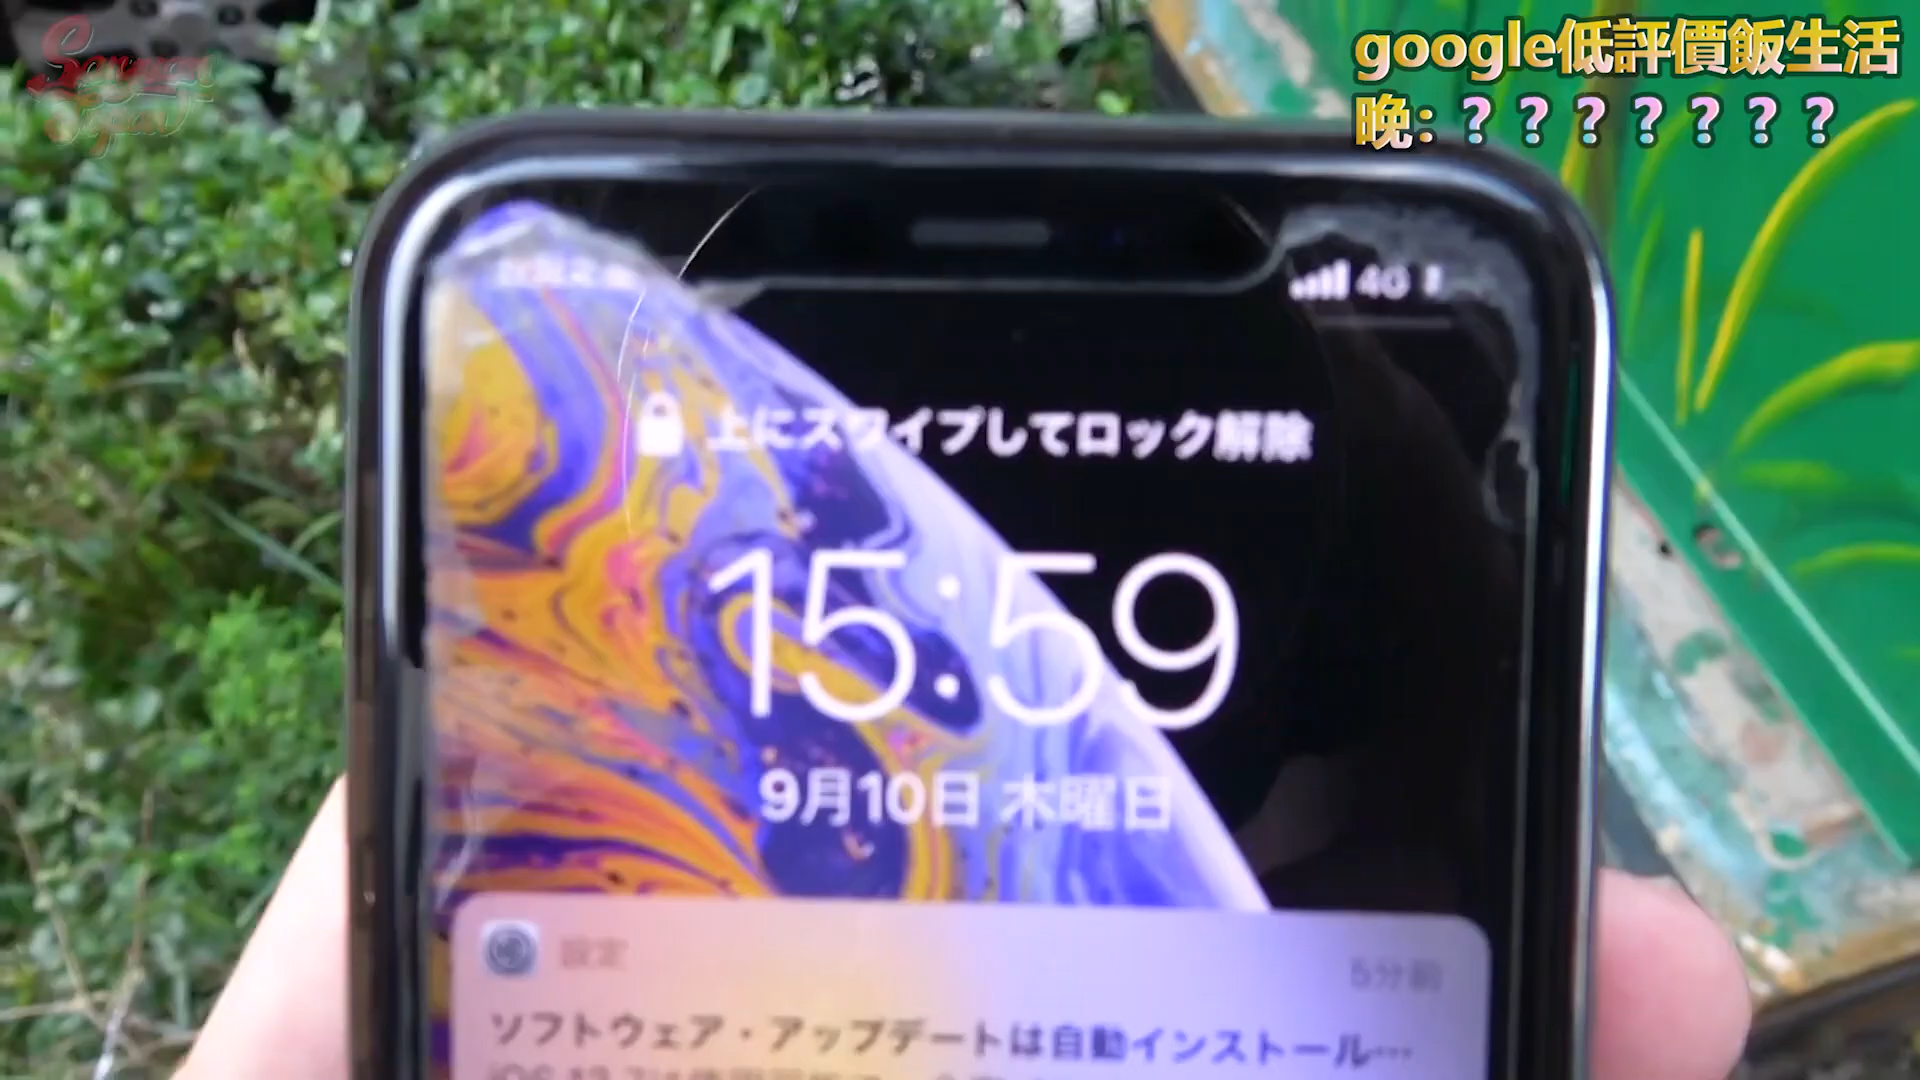 google低評價飯生活
晚:???????
4G
上にスワイプしてロック解除
15:59
9月10日 木曜日
設定
5分前
ソフトウェア・アップデートは自動インストール…